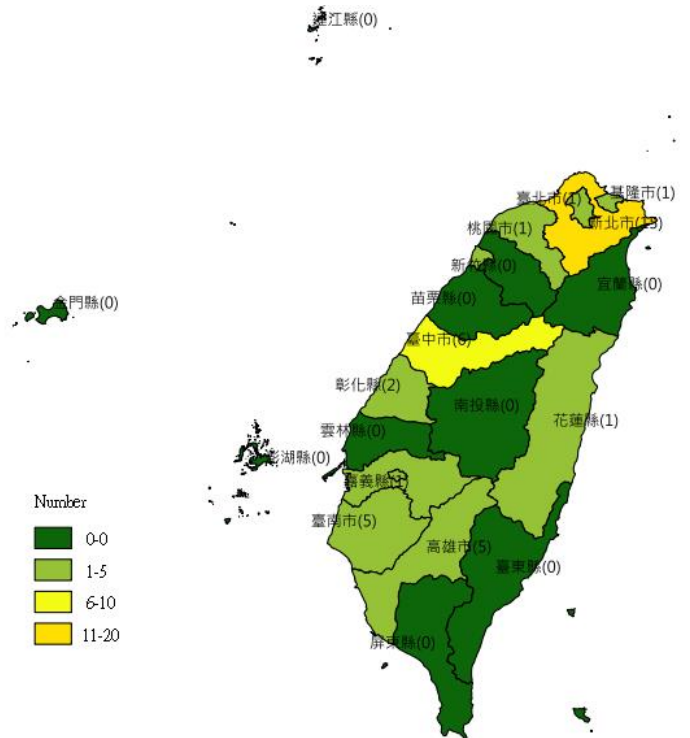 連江縣(0)
基隆市(1)
臺北市(1)
新北市(13)
桃園市(1)
新竹縣(0)
宜蘭縣(0)
苗栗縣(0)
金門縣(0)
臺中市(6)
彰化縣(2)
南投縣(0)
花蓮縣(1)
雲林縣(0)
澎湖縣(0)
嘉義縣(1)
臺南市(5)
高雄市(5)
臺東縣(0)
屏東縣(0)
Number
0-0
1-5
6-10
11-20